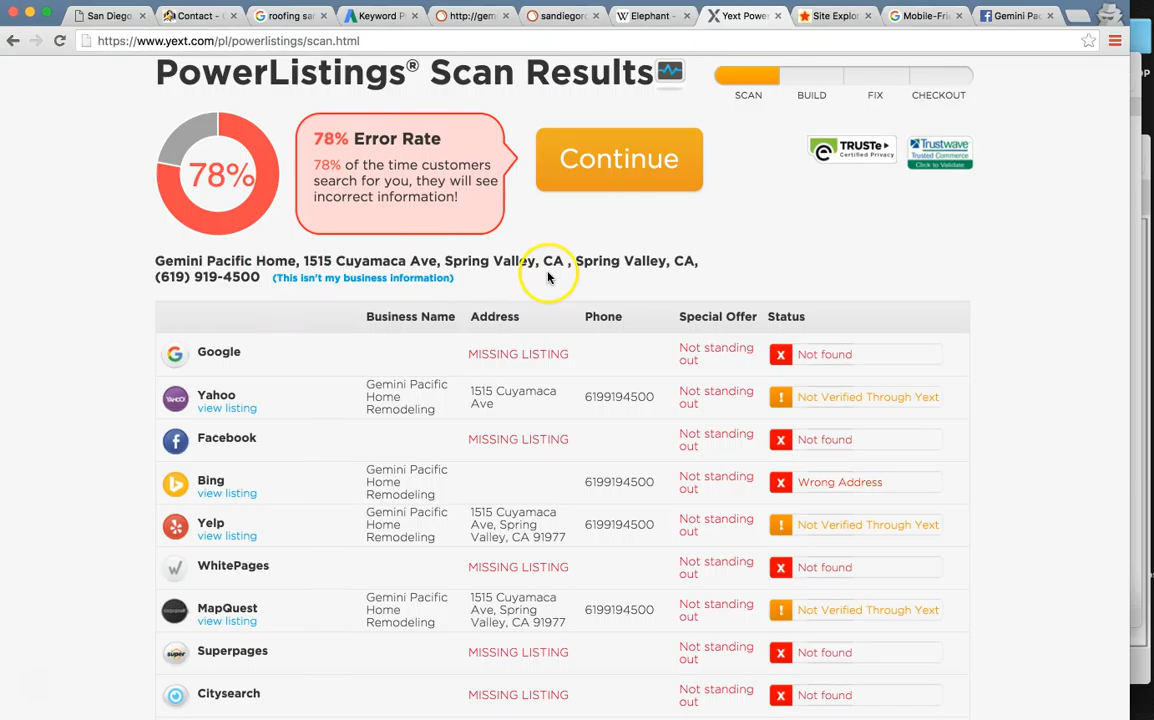 San Diego
Contact -
roofing sar
Keyword P
http://gem
sandiegoro
Elephant -
Yext Power
Site Explo
Mobile-Fri
Gemini Pac
https://www.yext.com/pl/powerlistings/scan.html
PowerListings® Scan Results
SCAN BUILD FIX CHECKOUT
78%
78% Error Rate
78% of the time customers
search for you, they will see
incorrect information!
Continue
TRUSTe
Certified Privacy
Trustwave
Trusted Commerce
Click to Validate
Gemini Pacific Home, 1515 Cuyamaca Ave, Spring Valley, CA , Spring Valley, CA,
(619) 919-4500 (This isn't my business information)
Business Name Address Phone Special Offer Status
Google MISSING LISTING Not standing out Not found
Yahoo view listing Gemini Pacific Home Remodeling 1515 Cuyamaca Ave 6199194500 Not standing out Not Verified Through Yext
Facebook MISSING LISTING Not standing out Not found
Bing view listing Gemini Pacific Home Remodeling 6199194500 Not standing out Wrong Address
Yelp view listing Gemini Pacific Home Remodeling 1515 Cuyamaca Ave, Spring Valley, CA 91977 6199194500 Not standing out Not Verified Through Yext
WhitePages MISSING LISTING Not standing out Not found
MapQuest view listing Gemini Pacific Home Remodeling 1515 Cuyamaca Ave, Spring Valley, CA 91977 6199194500 Not standing out Not Verified Through Yext
Superpages MISSING LISTING Not standing out Not found
Citysearch MISSING LISTING Not standing out Not found